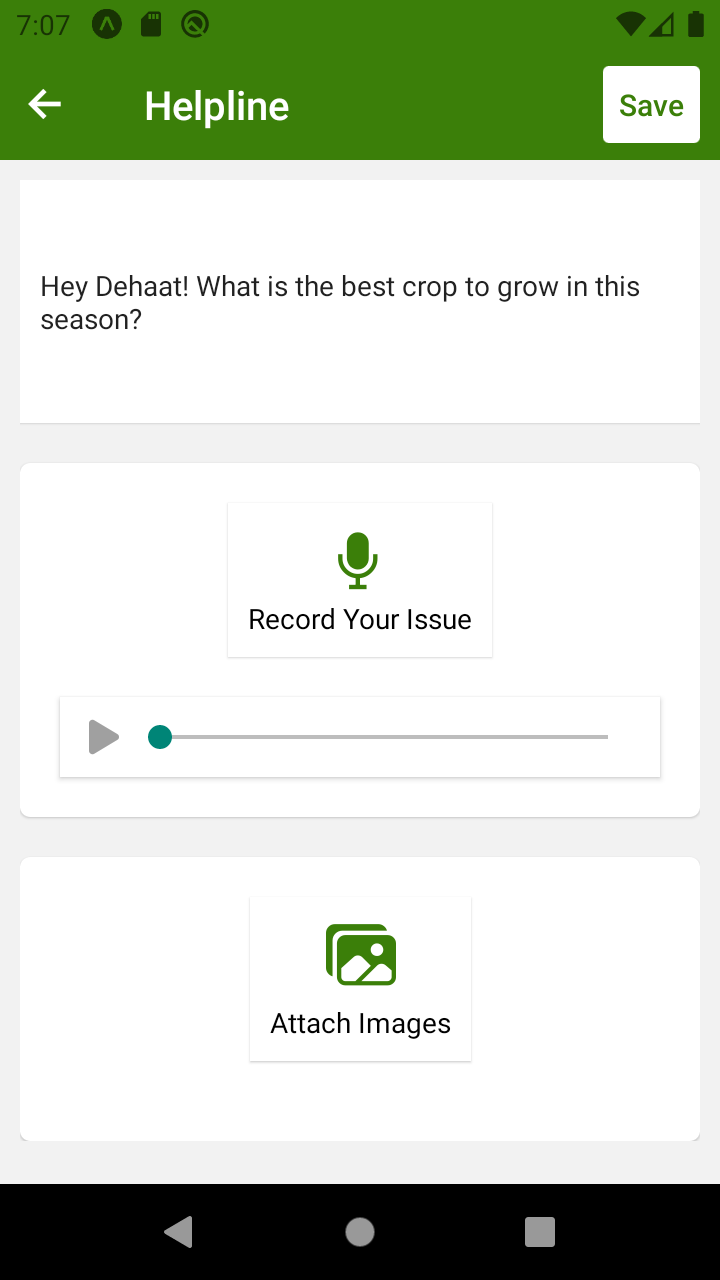 7:07
Helpline
Save
Hey Dehaat! What is the best crop to grow in this
season?
Record Your Issue
Attach Images